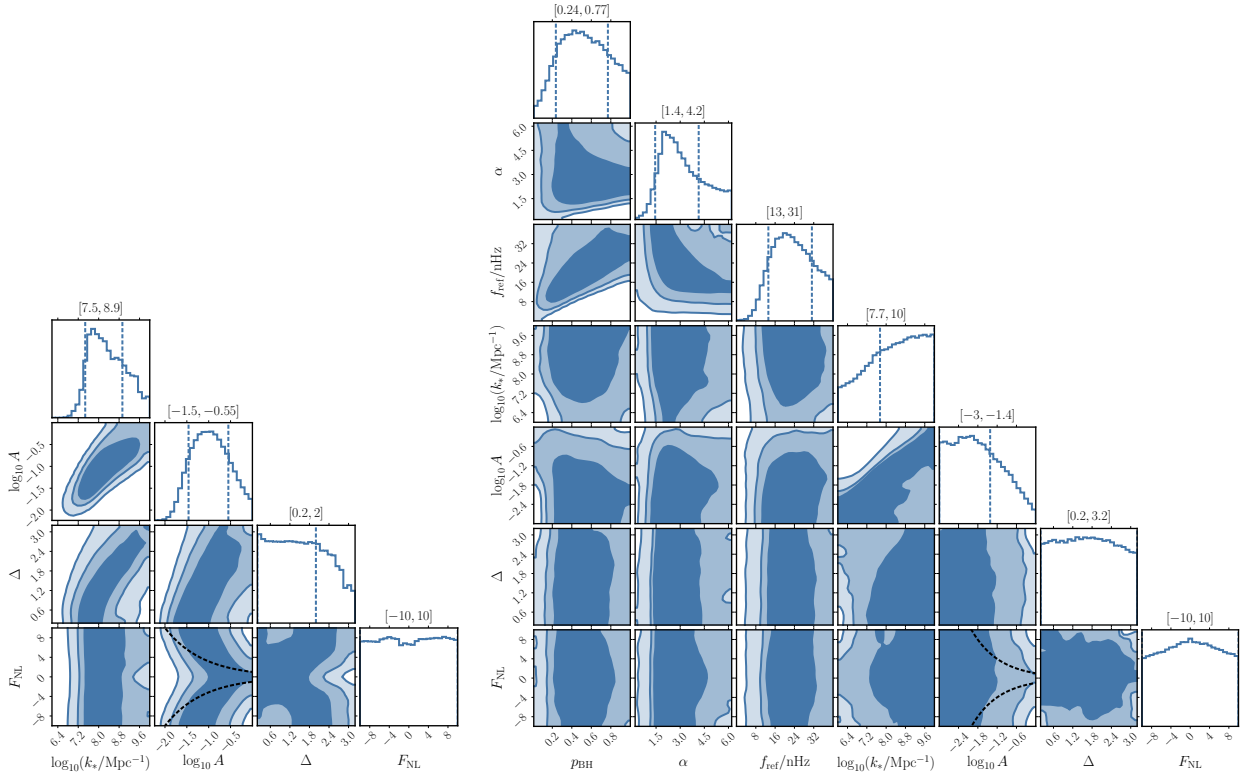 [0.24, 0.77]
6.0
4.5
3.0
1.5
α
[1.4, 4.2]
32
24
16
8
f_ref/nHz
[13, 31]
[7.5, 8.9]
9.6
8.8
8.0
7.2
6.4
log₁₀(k_*/Mpc⁻¹)
[7.7, 10]
−0.5
−1.0
−1.5
−2.0
log₁₀ A
[−1.5, −0.55]
−0.6
−1.2
−1.8
−2.4
log₁₀ A
[−3, −1.4]
3.0
2.4
1.8
1.2
0.6
Δ
[0.2, 2]
3.0
2.4
1.8
1.2
0.6
Δ
[0.2, 3.2]
8
4
0
−4
−8
F_NL
[−10, 10]
8
4
0
−4
−8
F_NL
[−10, 10]
6.4 7.2 8.0 8.8 9.6
−2.0 −1.5 −1.0 −0.5
0.6 1.2 1.8 2.4 3.0
−8 −4 0 4 8
0.2 0.4 0.6 0.8
1.5 3.0 4.5 6.0
8 16 24 32
6.4 7.2 8.0 8.8 9.6
−2.4 −1.8 −1.2 −0.6
0.6 1.2 1.8 2.4 3.0
−8 −4 0 4 8
log₁₀(k_*/Mpc⁻¹) log₁₀ A Δ F_NL
p_BH α f_ref/nHz log₁₀(k_*/Mpc⁻¹) log₁₀ A Δ F_NL